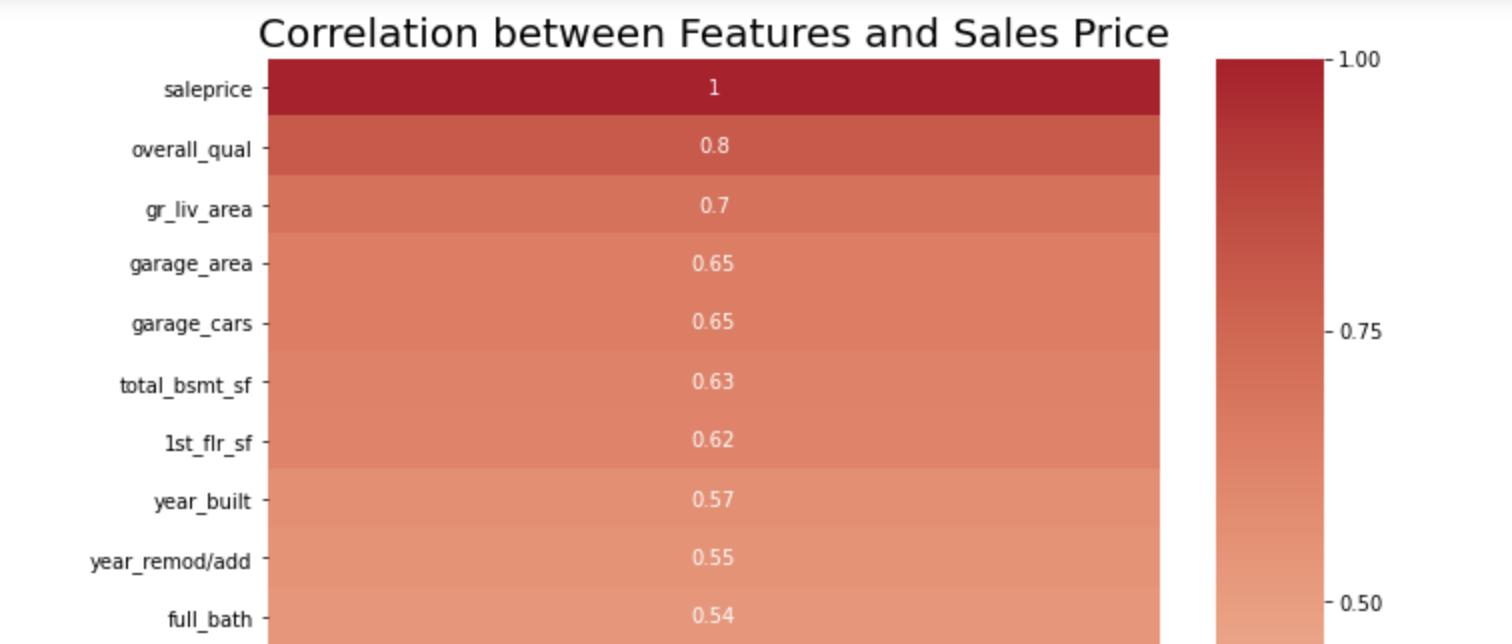 Correlation between Features and Sales Price
saleprice 1 1.00
overall_qual 0.8
gr_liv_area 0.7
garage_area 0.65
garage_cars 0.65 0.75
total_bsmt_sf 0.63
1st_flr_sf 0.62
year_built 0.57
year_remod/add 0.55
full_bath 0.54 0.50